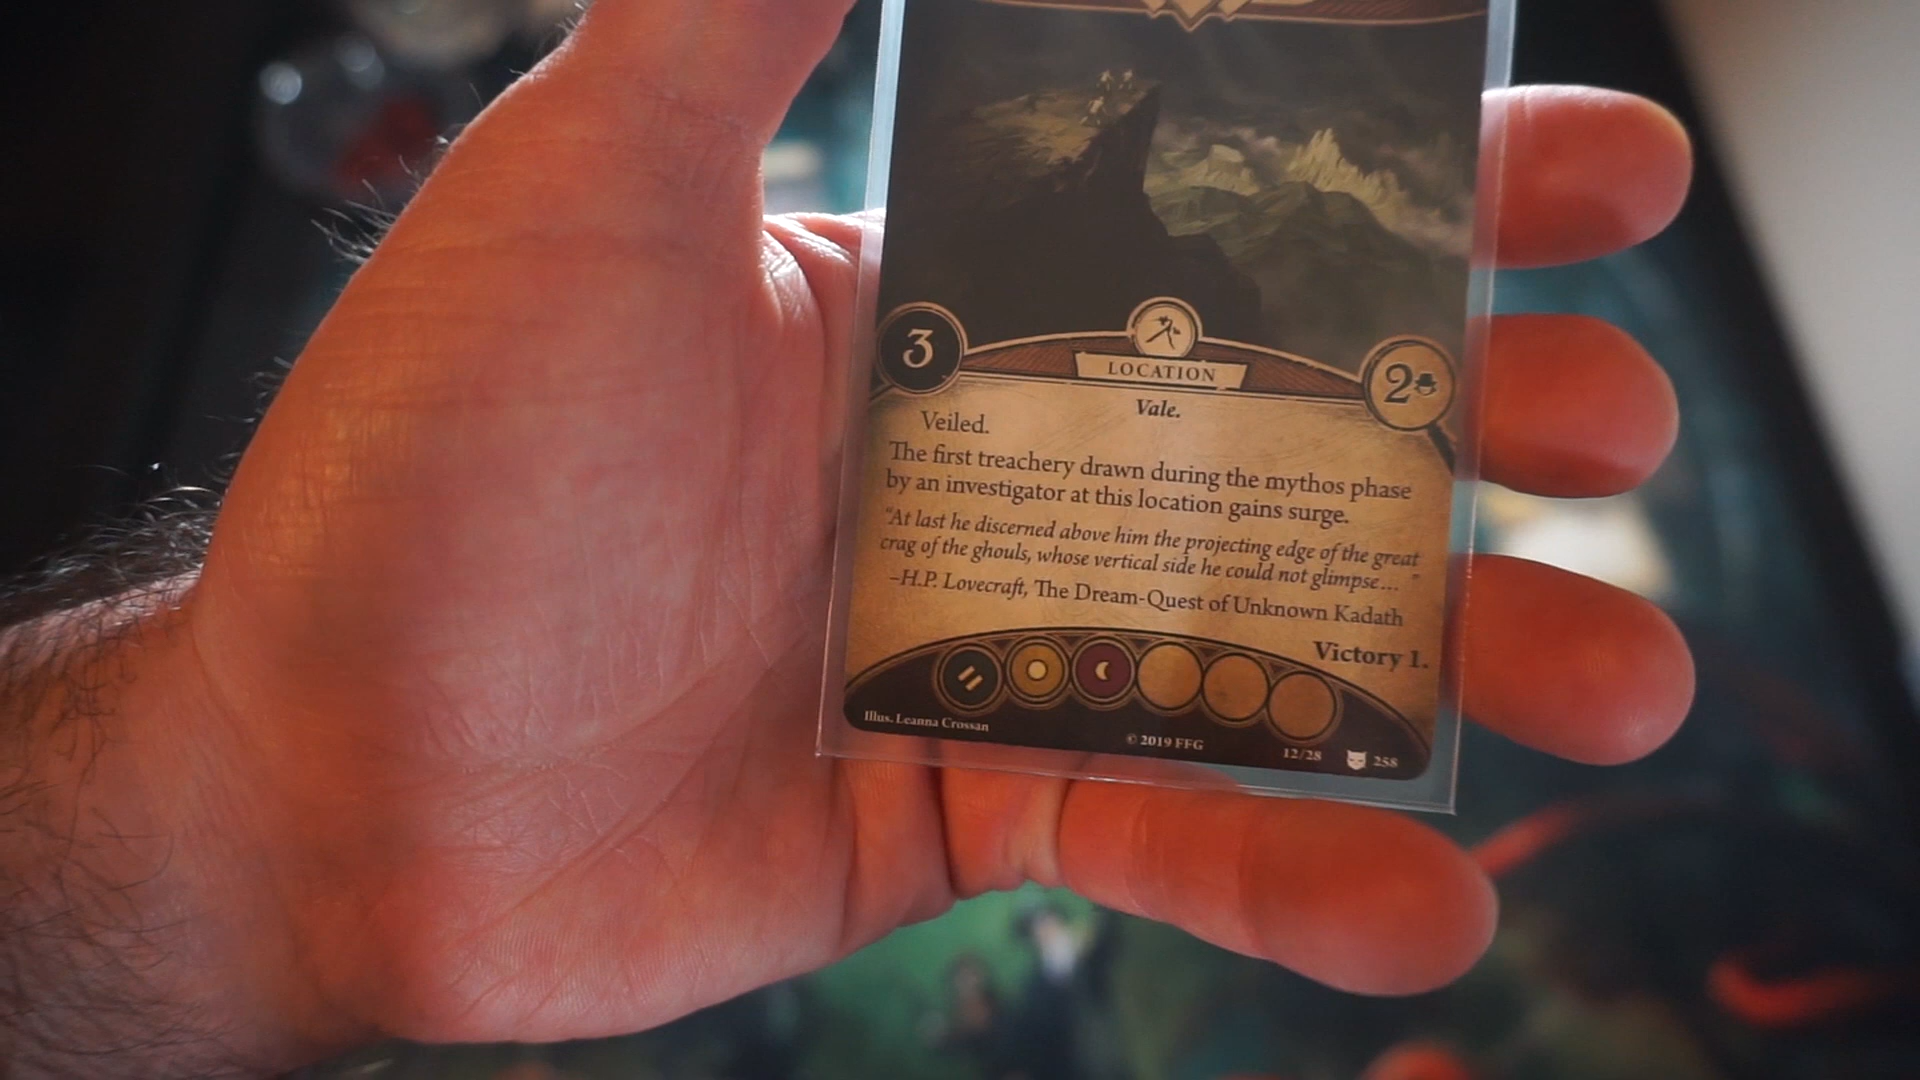 3
LOCATION
2
Vale.
Veiled.
The first treachery drawn during the mythos phase
by an investigator at this location gains surge.
"At last he discerned above him the projecting edge of the great
crag of the ghouls, whose vertical side he could not glimpse... "
–H.P. Lovecraft, The Dream-Quest of Unknown Kadath
Victory 1.
Illus. Leanna Crossan
© 2019 FFG
12/28
258